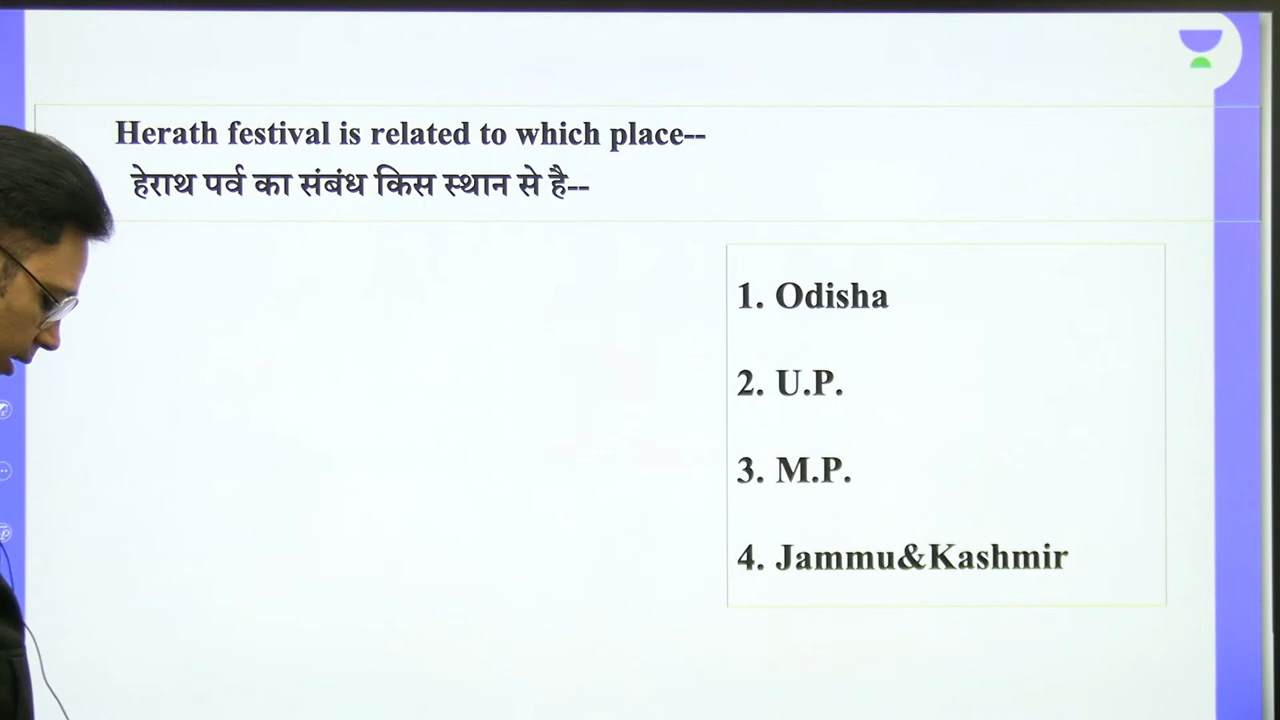 Herath festival is related to which place--
हेराथ पर्व का संबंध किस स्थान से है--
1. Odisha
2. U.P.
3. M.P.
4. Jammu&Kashmir